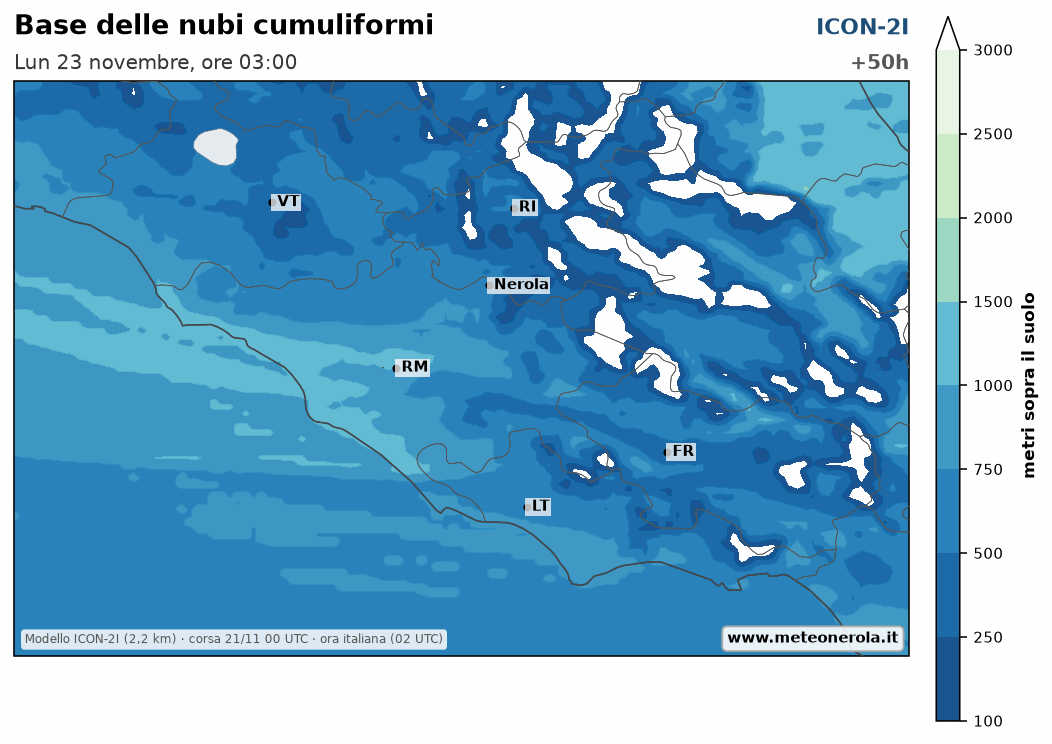 Base delle nubi cumuliformi
ICON-2I
Lun 23 novembre, ore 03:00
+50h
3000
2500
2000
1500
1000
750
500
250
100
metri sopra il suolo
VT
RI
Nerola
RM
FR
LT
Modello ICON-2I (2,2 km) · corsa 21/11 00 UTC · ora italiana (02 UTC)
www.meteonerola.it